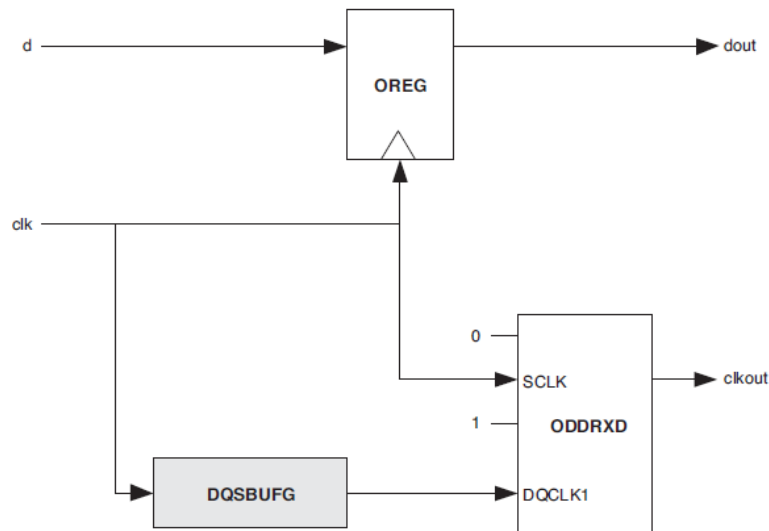 d
OREG
dout
clk
0
SCLK
clkout
1
ODDRXD
DQSBUFG
DQCLK1